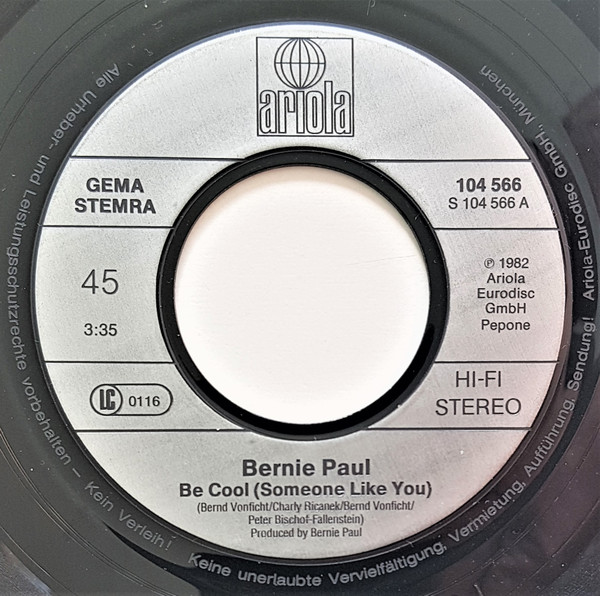 ariola
GEMA
STEMRA
104 566
S 104 566 A
45
3:35
℗ 1982
Ariola
Eurodisc
GmbH
Pepone
LC 0116
HI-FI
STEREO
Bernie Paul
Be Cool (Someone Like You)
(Bernd Vonficht/Charly Ricanek/Bernd Vonficht/
Peter Bischof-Fallenstein)
Produced by Bernie Paul
Alle Urheber- und Leistungsschutzrechte vorbehalten – Kein Verleih! Keine unerlaubte Vervielfältigung, Vermietung, Aufführung, Sendung! Ariola-Eurodisc GmbH, München